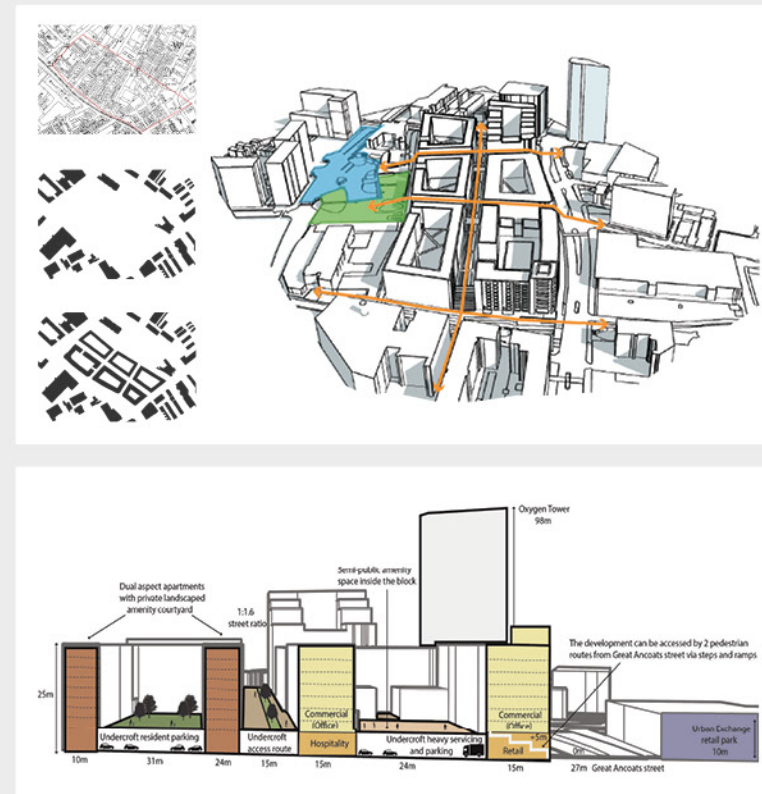 Oxygen Tower
98m
Semi-public amenity
space inside the block
Dual aspect apartments
with private landscaped
amenity courtyard
1:1.6
street ratio
The development can be accessed by 2 pedestrian
routes from Great Ancoats street via steps and ramps
25m
Commercial
(Office)
Commercial
(Office)
+5m
Urban Exchange
retail park
10m
Undercroft resident parking
Undercroft
access route
Hospitality
Undercroft heavy servicing
and parking
Retail
0m
10m
31m
24m
15m
15m
24m
15m
27m Great Ancoats street